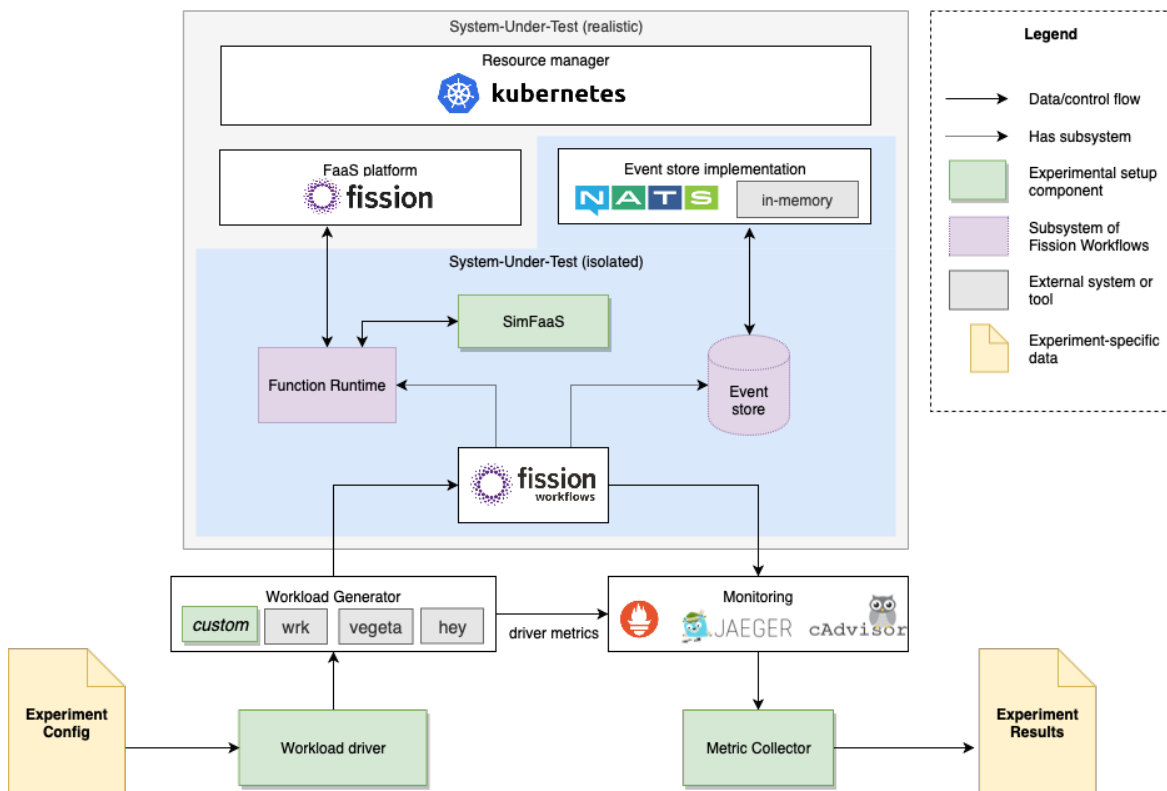 System-Under-Test (realistic)
Resource manager
kubernetes
FaaS platform
fission
Event store implementation
NATS
in-memory
System-Under-Test (isolated)
SimFaaS
Function Runtime
Event
store
fission
workflows
Workload Generator
custom
wrk
vegeta
hey
driver metrics
Monitoring
JAEGER
cAdvisor
Experiment
Config
Workload driver
Metric Collector
Experiment
Results
Legend
Data/control flow
Has subsystem
Experimental setup
component
Subsystem of
Fission Workflows
External system or
tool
Experiment-specific
data